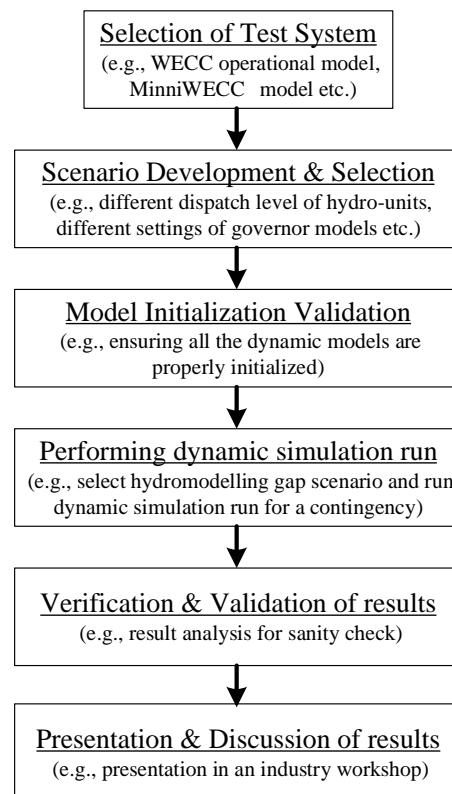 Selection of Test System
(e.g., WECC operational model,
MinniWECC model etc.)
Scenario Development & Selection
(e.g., different dispatch level of hydro-units,
different settings of governor models etc.)
Model Initialization Validation
(e.g., ensuring all the dynamic models are
properly initialized)
Performing dynamic simulation run
(e.g., select hydromodelling gap scenario and run
dynamic simulation run for a contingency)
Verification & Validation of results
(e.g., result analysis for sanity check)
Presentation & Discussion of results
(e.g., presentation in an industry workshop)